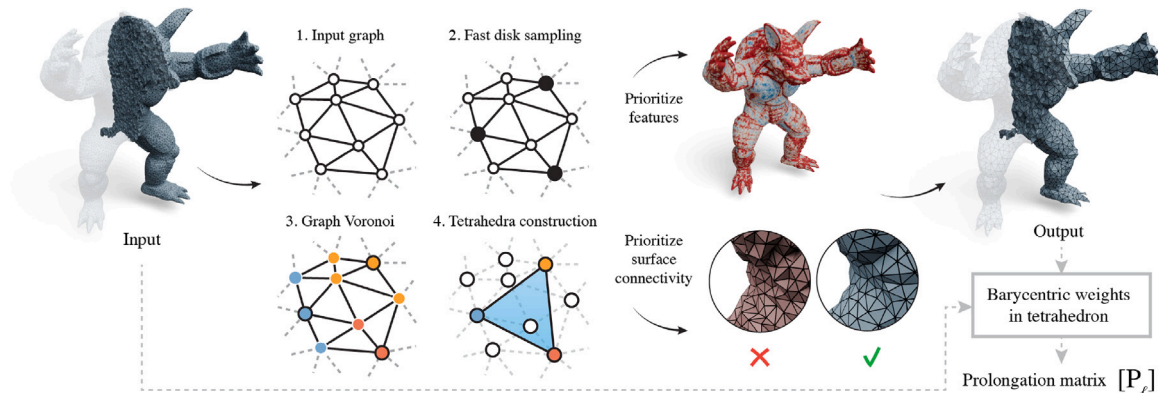 1. Input graph
2. Fast disk sampling
Prioritize
features
Input
3. Graph Voronoi
4. Tetrahedra construction
Prioritize
surface
connectivity
Output
Barycentric weights
in tetrahedron
Prolongation matrix [P_ℓ]